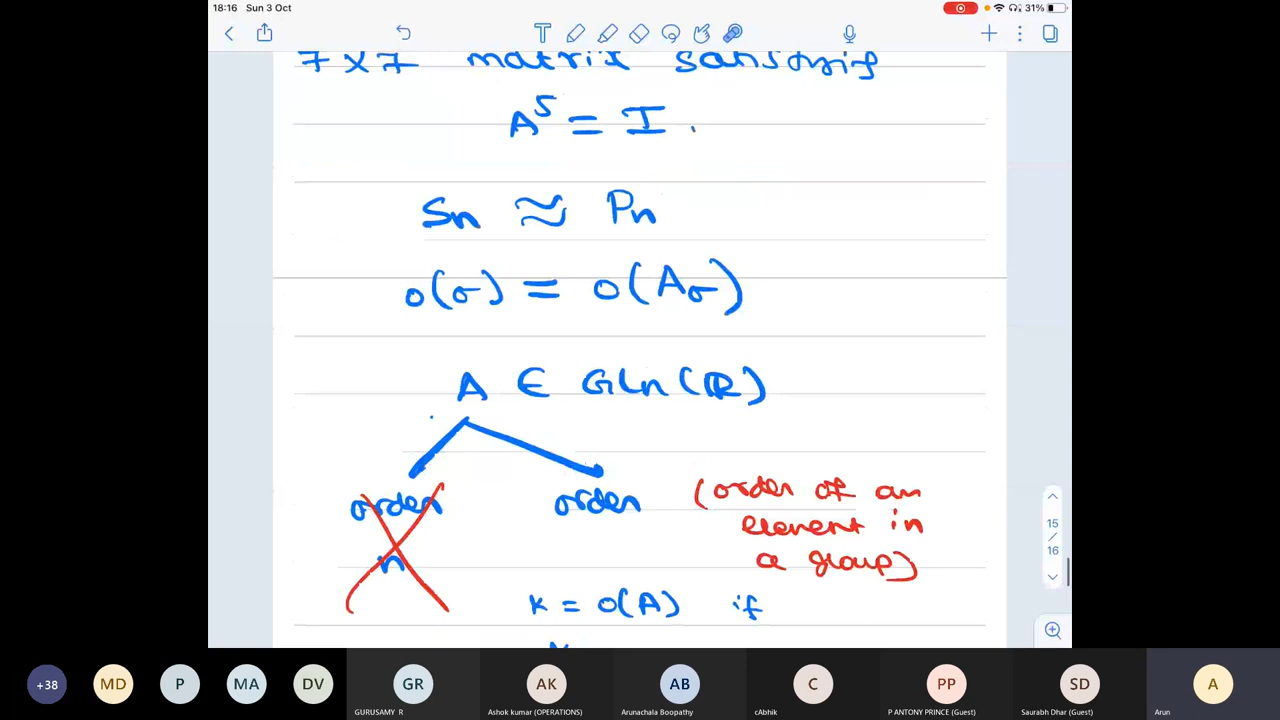 18:16 Sun 3 Oct
31%
7 x 7 matrix
A⁵ = I .
Sn ≅ Pn
o(σ) = o(Aσ)
A ∈ GLn(R)
order order (order of an
element in
n a group)
k = o(A) if
15
/
16
+38 MD P MA DV GR AK AB C PP SD A
GURUSAMY R Ashok kumar (OPERATIONS) Arunachala Boopathy cAbhik P ANTONY PRINCE (Guest) Saurabh Dhar (Guest) Arun